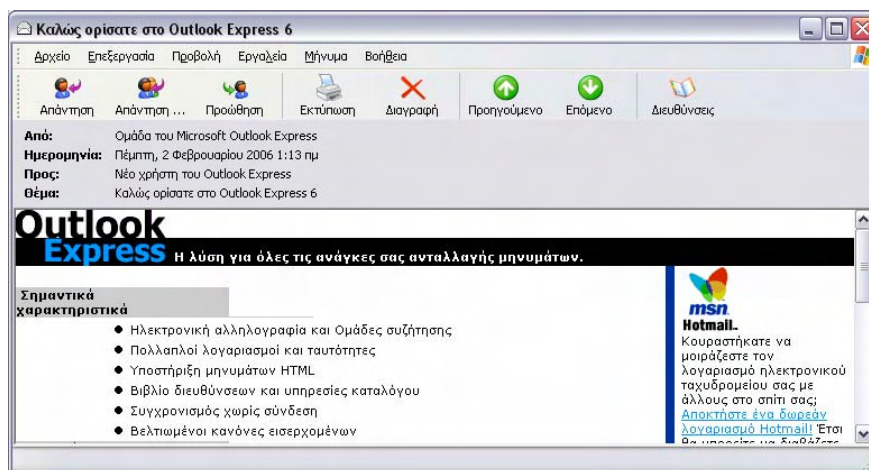 Καλώς ορίσατε στο Outlook Express 6
Αρχείο Επεξεργασία Προβολή Εργαλεία Μήνυμα Βοήθεια
Απάντηση Απάντηση ... Προώθηση Εκτύπωση Διαγραφή Προηγούμενο Επόμενο Διευθύνσεις
Από: Ομάδα του Microsoft Outlook Express
Ημερομηνία: Πέμπτη, 2 Φεβρουαρίου 2006 1:13 πμ
Προς: Νέο χρήστη του Outlook Express
Θέμα: Καλώς ορίσατε στο Outlook Express 6
Outlook
Express Η λύση για όλες τις ανάγκες σας ανταλλαγής μηνυμάτων.
Σημαντικά
χαρακτηριστικά
● Ηλεκτρονική αλληλογραφία και Ομάδες συζήτησης
● Πολλαπλοί λογαριασμοί και ταυτότητες
● Υποστήριξη μηνυμάτων HTML
● Βιβλίο διευθύνσεων και υπηρεσίες καταλόγου
● Συγχρονισμός χωρίς σύνδεση
● Βελτιωμένοι κανόνες εισερχομένων
msn
Hotmail
Κουραστήκατε να
μοιράζεστε τον
λογαριασμό ηλεκτρονικού
ταχυδρομείου σας με
άλλους στο σπίτι σας;
Αποκτήστε ένα δωρεάν
λογαριασμό Hotmail! Έτσι
θα μπορείτε να διαβάζετε